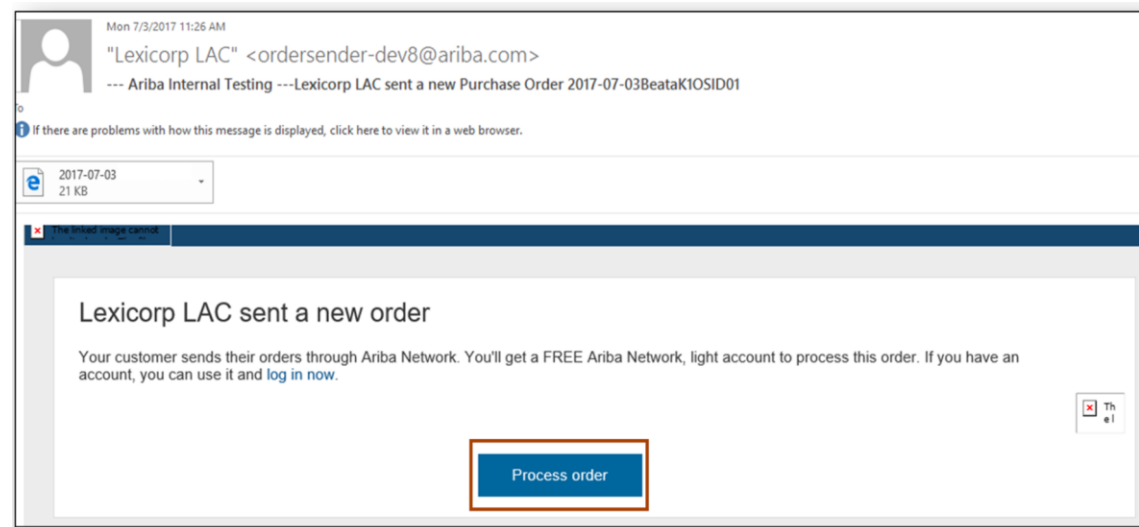 Mon 7/3/2017 11:26 AM
"Lexicorp LAC" <ordersender-dev8@ariba.com>
--- Ariba Internal Testing ---Lexicorp LAC sent a new Purchase Order 2017-07-03BeataK1OSID01
To
If there are problems with how this message is displayed, click here to view it in a web browser.
2017-07-03
21 KB
The linked image cannot
Lexicorp LAC sent a new order
Your customer sends their orders through Ariba Network. You'll get a FREE Ariba Network, light account to process this order. If you have an
account, you can use it and log in now.
Th
e l
Process order